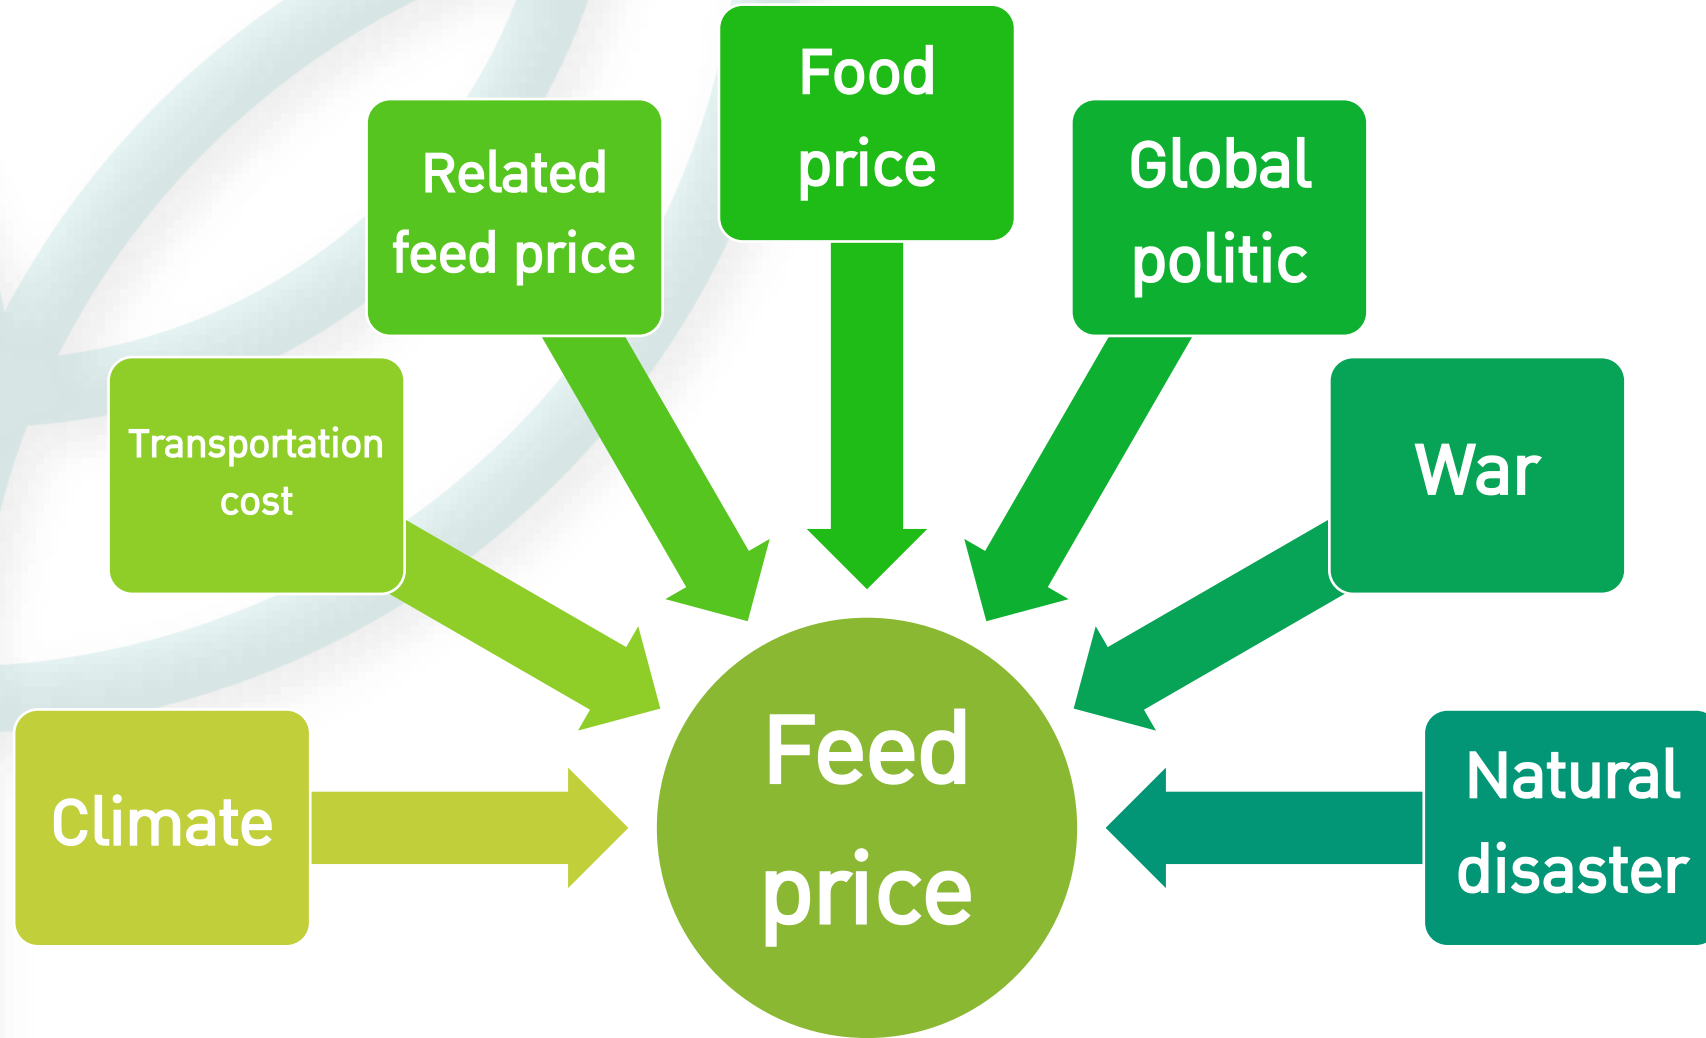 Food
price
Related
feed price
Global
politic
Transportation
cost
War
Climate
Feed
price
Natural
disaster